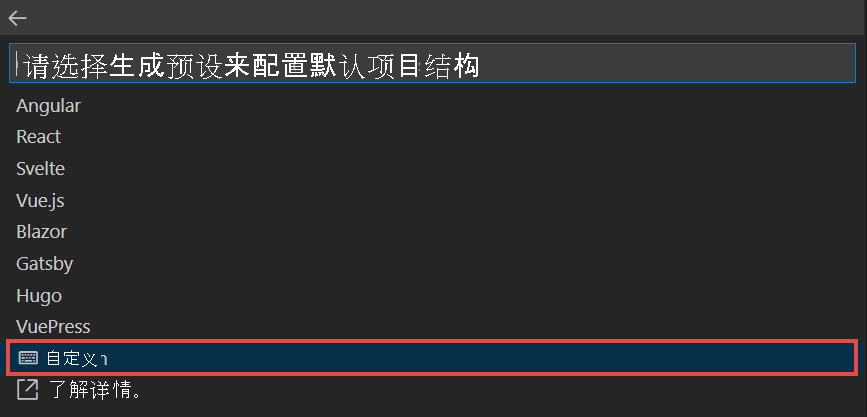 请选择生成预设来配置默认项目结构
Angular
React
Svelte
Vue.js
Blazor
Gatsby
Hugo
VuePress
自定义
了解详情。